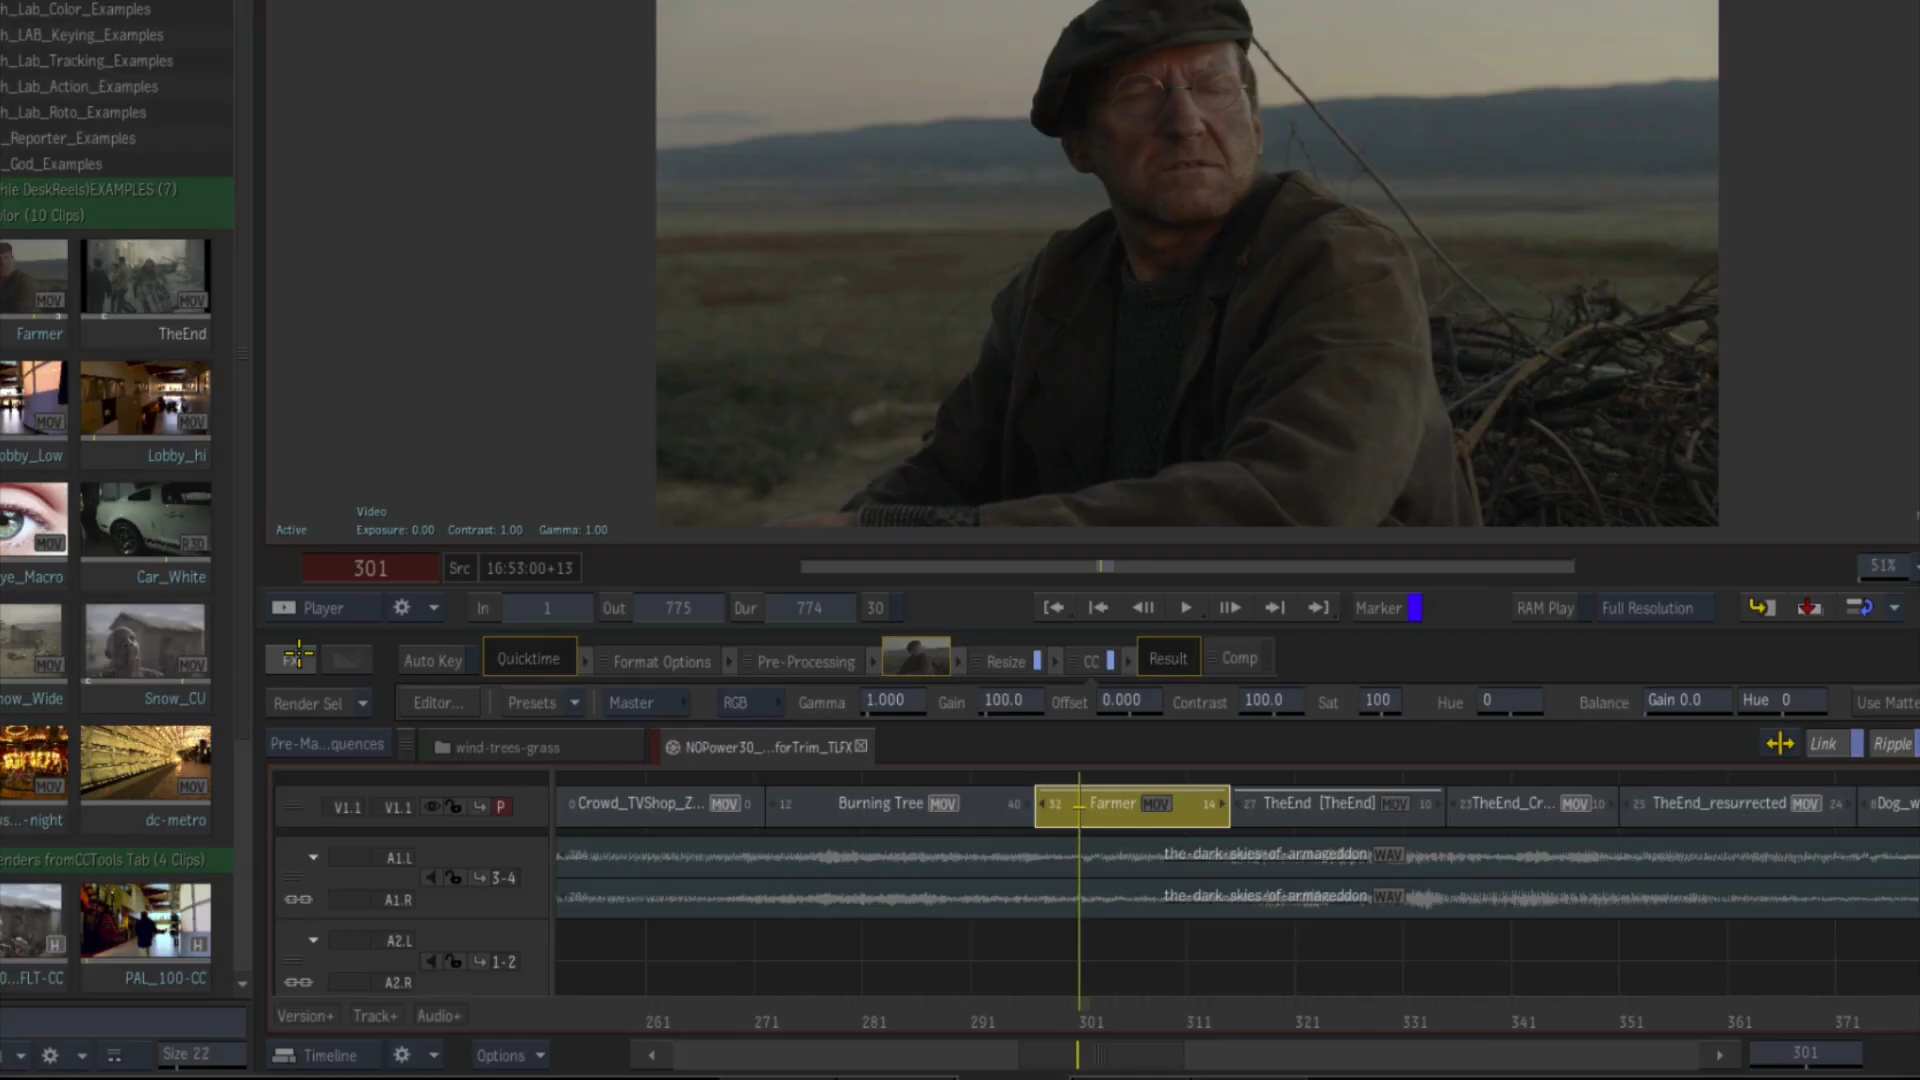 h_Lab_Color_Examples
h_LAB_Keying_Examples
h_Lab_Tracking_Examples
h_Lab_Action_Examples
h_Lab_Roto_Examples
_Reporter_Examples
_God_Examples
hie DeskReels)EXAMPLES (7)
olor (10 Clips)
MOV MOV
Farmer TheEnd
MOV MOV
obby_Low Lobby_hi
MOV R3D
ye_Macro Car_White
MOV MOV
now_Wide Snow_CU
MOV MOV
us...-night dc-metro
enders fromCCTools Tab (4 Clips)
H H
0...FLT-CC PAL_100-CC
Size 22
Video
Active Exposure: 0.00 Contrast: 1.00 Gamma: 1.00
301 Src 16:53:00+13 51%
Player In 1 Out 775 Dur 774 30 Marker RAM Play Full Resolution
FX Auto Key Quicktime Format Options Pre-Processing Resize CC Result Comp
Render Sel Editor... Presets Master RGB Gamma 1.000 Gain 100.0 Offset 0.000 Contrast 100.0 Sat 100 Hue 0 Balance Gain 0.0 Hue 0 Use Matte
Pre-Ma...quences wind-trees-grass NOPower30_...forTrim_TLFX Link Ripple
V1.1 V1.1 P 0 Crowd_TVShop_Z... MOV 0 12 Burning Tree MOV 40 32 Farmer MOV 14 27 TheEnd [TheEnd] MOV 10 23 TheEnd_Cr... MOV 10 25 TheEnd_resurrected MOV 24 8 Dog_w
A1.L the-dark-skies-of-armageddon WAV
3-4
A1.R the-dark-skies-of-armageddon WAV
A2.L
1-2
A2.R
Version+ Track+ Audio+ 261 271 281 291 301 311 321 331 341 351 361 371
Timeline Options 301